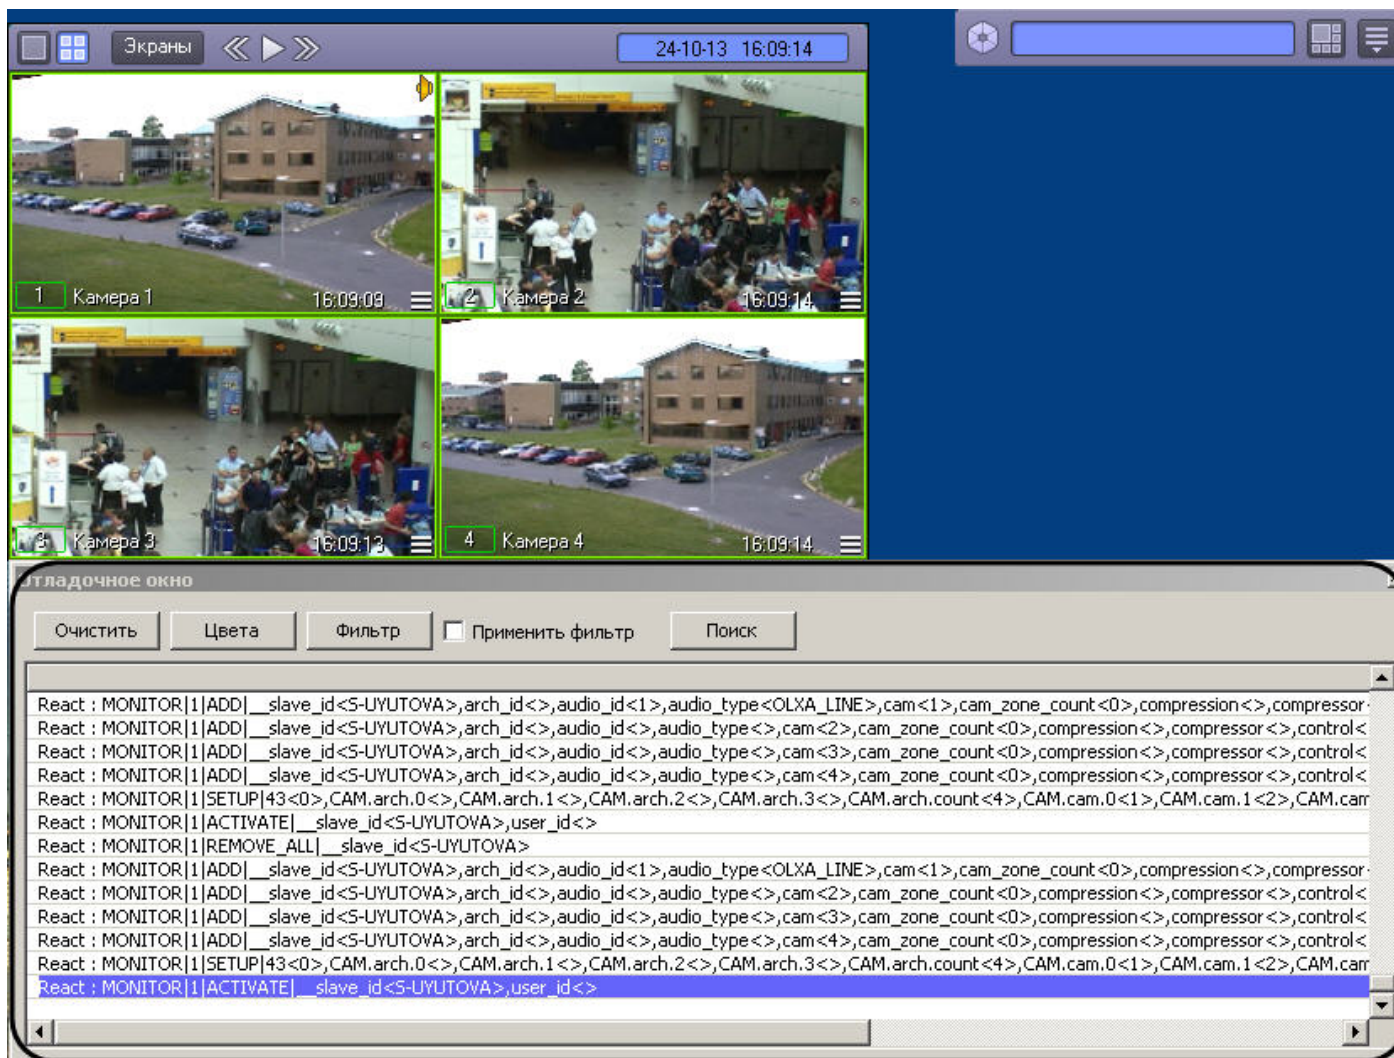 Экраны
24-10-13 16:09:14
1 Камера 1 16:09:09
2 Камера 2 16:09:14
3 Камера 3 16:09:13
4 Камера 4 16:09:14
Отладочное окно
Очистить Цвета Фильтр Применить фильтр Поиск
React : MONITOR|1|ADD|__slave_id<S-UYUTOVA>,arch_id<>,audio_id<1>,audio_type<OLXA_LINE>,cam<1>,cam_zone_count<0>,compression<>,compressor
React : MONITOR|1|ADD|__slave_id<S-UYUTOVA>,arch_id<>,audio_id<>,audio_type<>,cam<2>,cam_zone_count<0>,compression<>,compressor<>,control<
React : MONITOR|1|ADD|__slave_id<S-UYUTOVA>,arch_id<>,audio_id<>,audio_type<>,cam<3>,cam_zone_count<0>,compression<>,compressor<>,control<
React : MONITOR|1|ADD|__slave_id<S-UYUTOVA>,arch_id<>,audio_id<>,audio_type<>,cam<4>,cam_zone_count<0>,compression<>,compressor<>,control<
React : MONITOR|1|SETUP|43<0>,CAM.arch.0<>,CAM.arch.1<>,CAM.arch.2<>,CAM.arch.3<>,CAM.arch.count<4>,CAM.cam.0<1>,CAM.cam.1<2>,CAM.cam
React : MONITOR|1|ACTIVATE|__slave_id<S-UYUTOVA>,user_id<>
React : MONITOR|1|REMOVE_ALL|__slave_id<S-UYUTOVA>
React : MONITOR|1|ADD|__slave_id<S-UYUTOVA>,arch_id<>,audio_id<1>,audio_type<OLXA_LINE>,cam<1>,cam_zone_count<0>,compression<>,compressor
React : MONITOR|1|ADD|__slave_id<S-UYUTOVA>,arch_id<>,audio_id<>,audio_type<>,cam<2>,cam_zone_count<0>,compression<>,compressor<>,control<
React : MONITOR|1|ADD|__slave_id<S-UYUTOVA>,arch_id<>,audio_id<>,audio_type<>,cam<3>,cam_zone_count<0>,compression<>,compressor<>,control<
React : MONITOR|1|ADD|__slave_id<S-UYUTOVA>,arch_id<>,audio_id<>,audio_type<>,cam<4>,cam_zone_count<0>,compression<>,compressor<>,control<
React : MONITOR|1|SETUP|43<0>,CAM.arch.0<>,CAM.arch.1<>,CAM.arch.2<>,CAM.arch.3<>,CAM.arch.count<4>,CAM.cam.0<1>,CAM.cam.1<2>,CAM.cam
React : MONITOR|1|ACTIVATE|__slave_id<S-UYUTOVA>,user_id<>